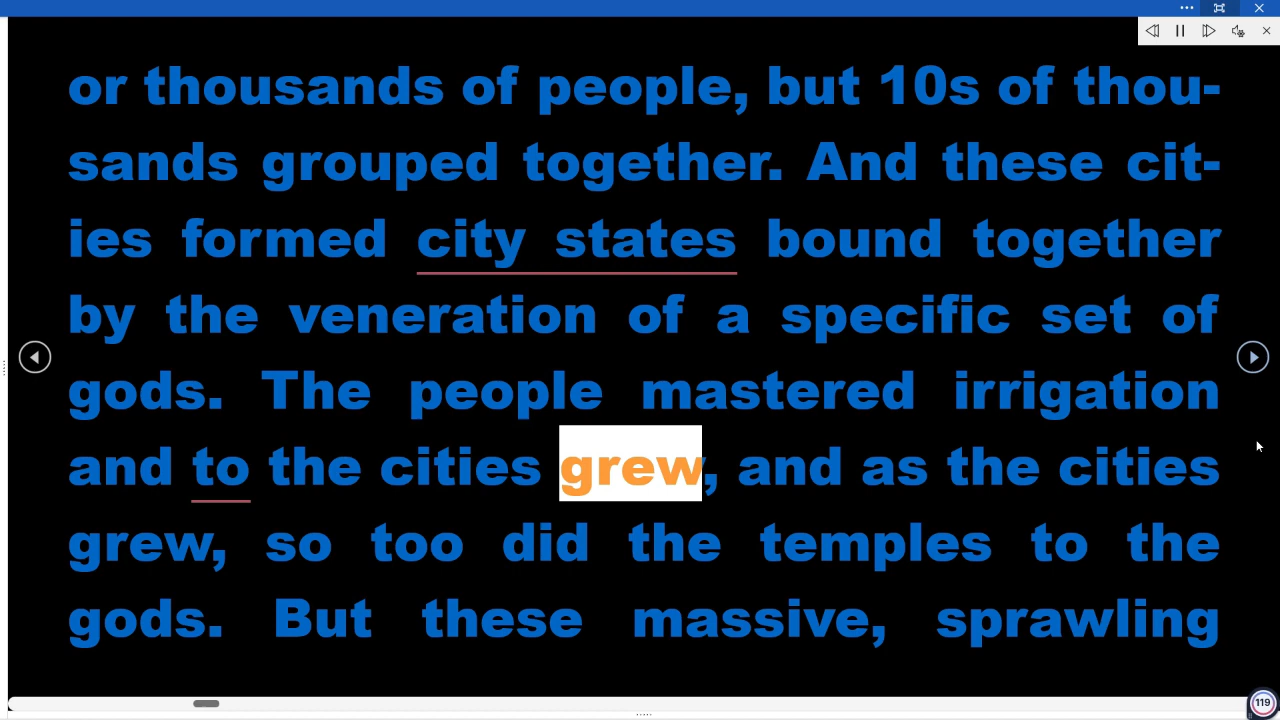 or thousands of people, but 10s of thou-
sands grouped together. And these cit-
ies formed city states bound together
by the veneration of a specific set of
gods. The people mastered irrigation
and to the cities grew, and as the cities
grew, so too did the temples to the
gods. But these massive, sprawling
119